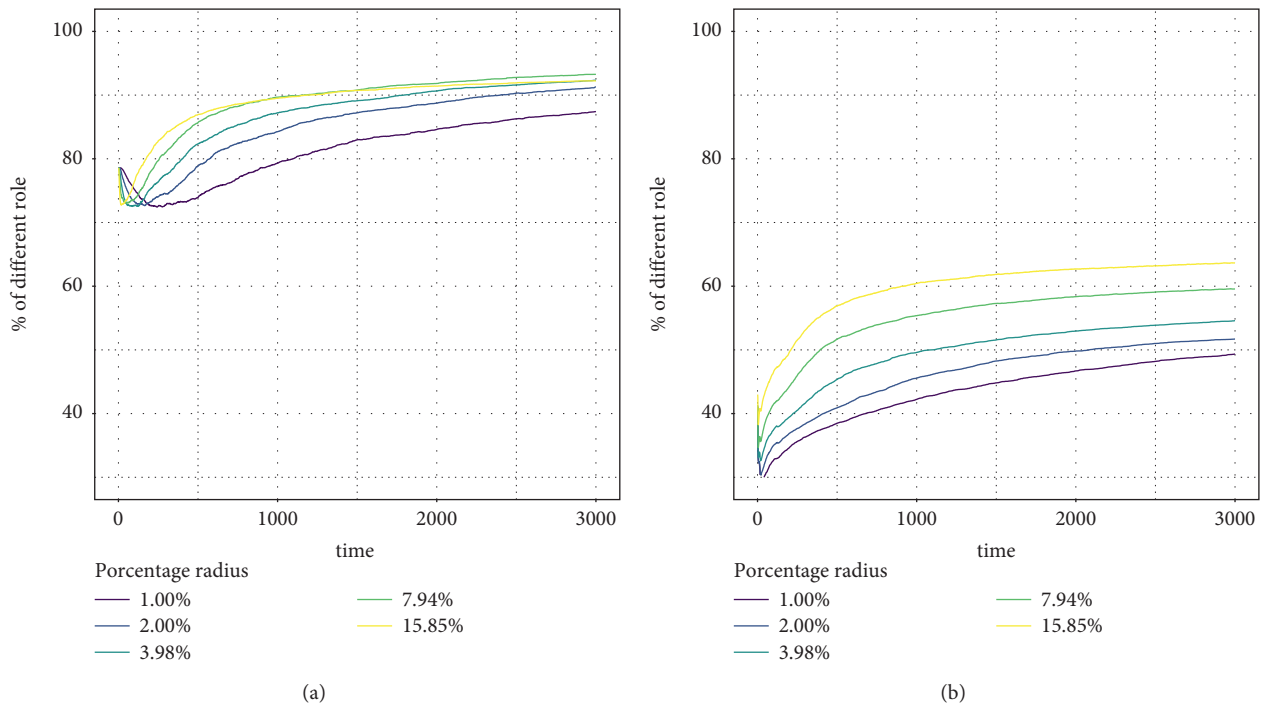 100
80
60
40
% of different role
0 1000 2000 3000
time
Porcentage radius
1.00%
2.00%
3.98%
7.94%
15.85%
(a)
100
80
60
40
% of different role
0 1000 2000 3000
time
Porcentage radius
1.00%
2.00%
3.98%
7.94%
15.85%
(b)